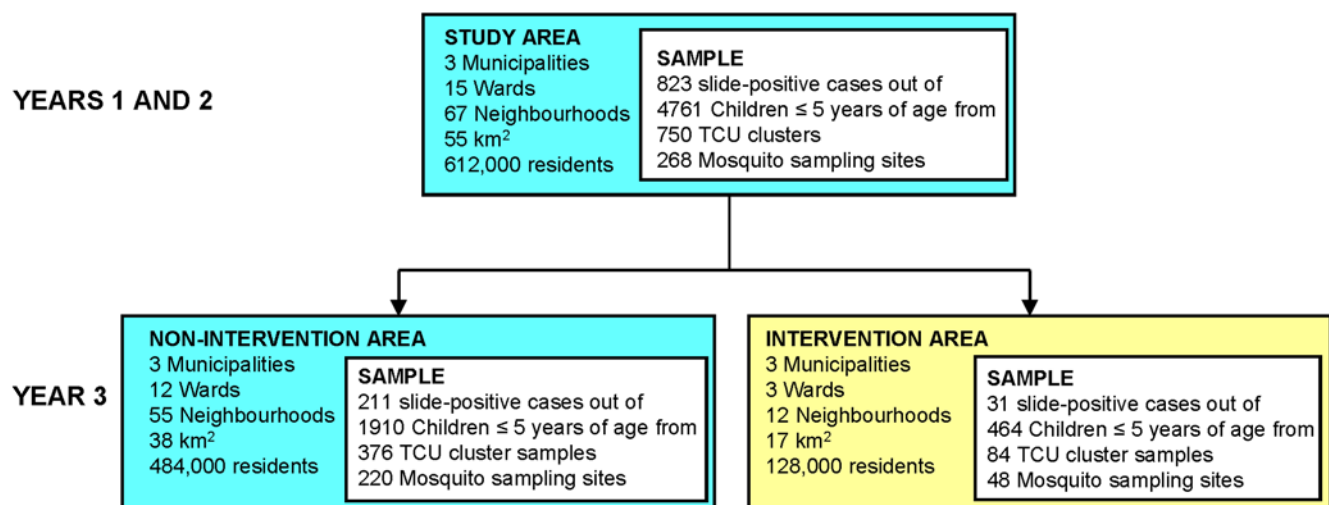 YEARS 1 AND 2
STUDY AREA
3 Municipalities
15 Wards
67 Neighbourhoods
55 km²
612,000 residents
SAMPLE
823 slide-positive cases out of
4761 Children ≤ 5 years of age from
750 TCU clusters
268 Mosquito sampling sites
YEAR 3
NON-INTERVENTION AREA
3 Municipalities
12 Wards
55 Neighbourhoods
38 km²
484,000 residents
SAMPLE
211 slide-positive cases out of
1910 Children ≤ 5 years of age from
376 TCU cluster samples
220 Mosquito sampling sites
INTERVENTION AREA
3 Municipalities
3 Wards
12 Neighbourhoods
17 km²
128,000 residents
SAMPLE
31 slide-positive cases out of
464 Children ≤ 5 years of age from
84 TCU cluster samples
48 Mosquito sampling sites